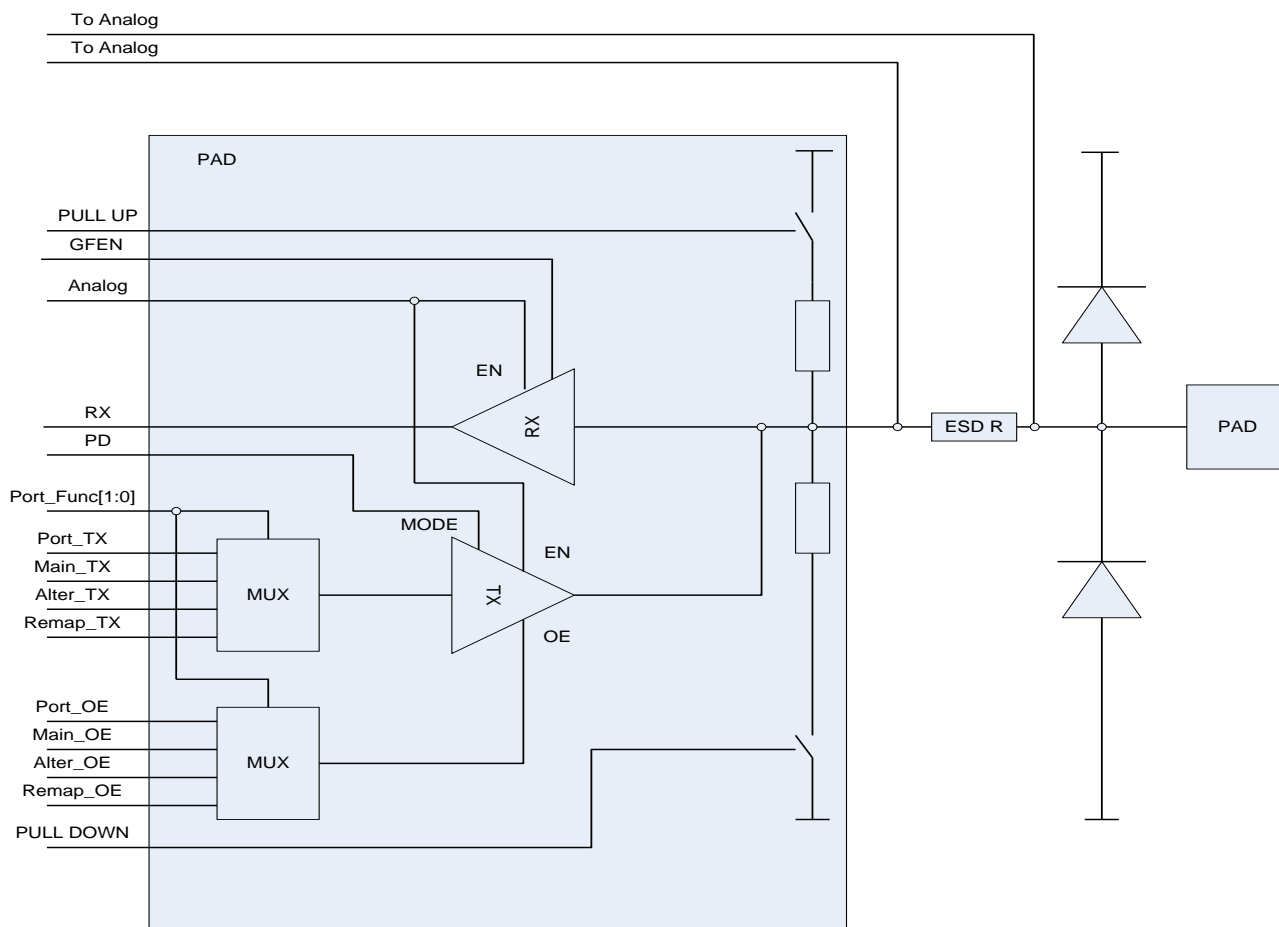 To Analog
To Analog
PAD
PULL UP
GFEN
Analog
EN
RX
RX
PD
ESD R
PAD
Port_Func[1:0]
MODE
Port_TX
EN
Main_TX
MUX
TX
Alter_TX
Remap_TX
OE
Port_OE
Main_OE
MUX
Alter_OE
Remap_OE
PULL DOWN